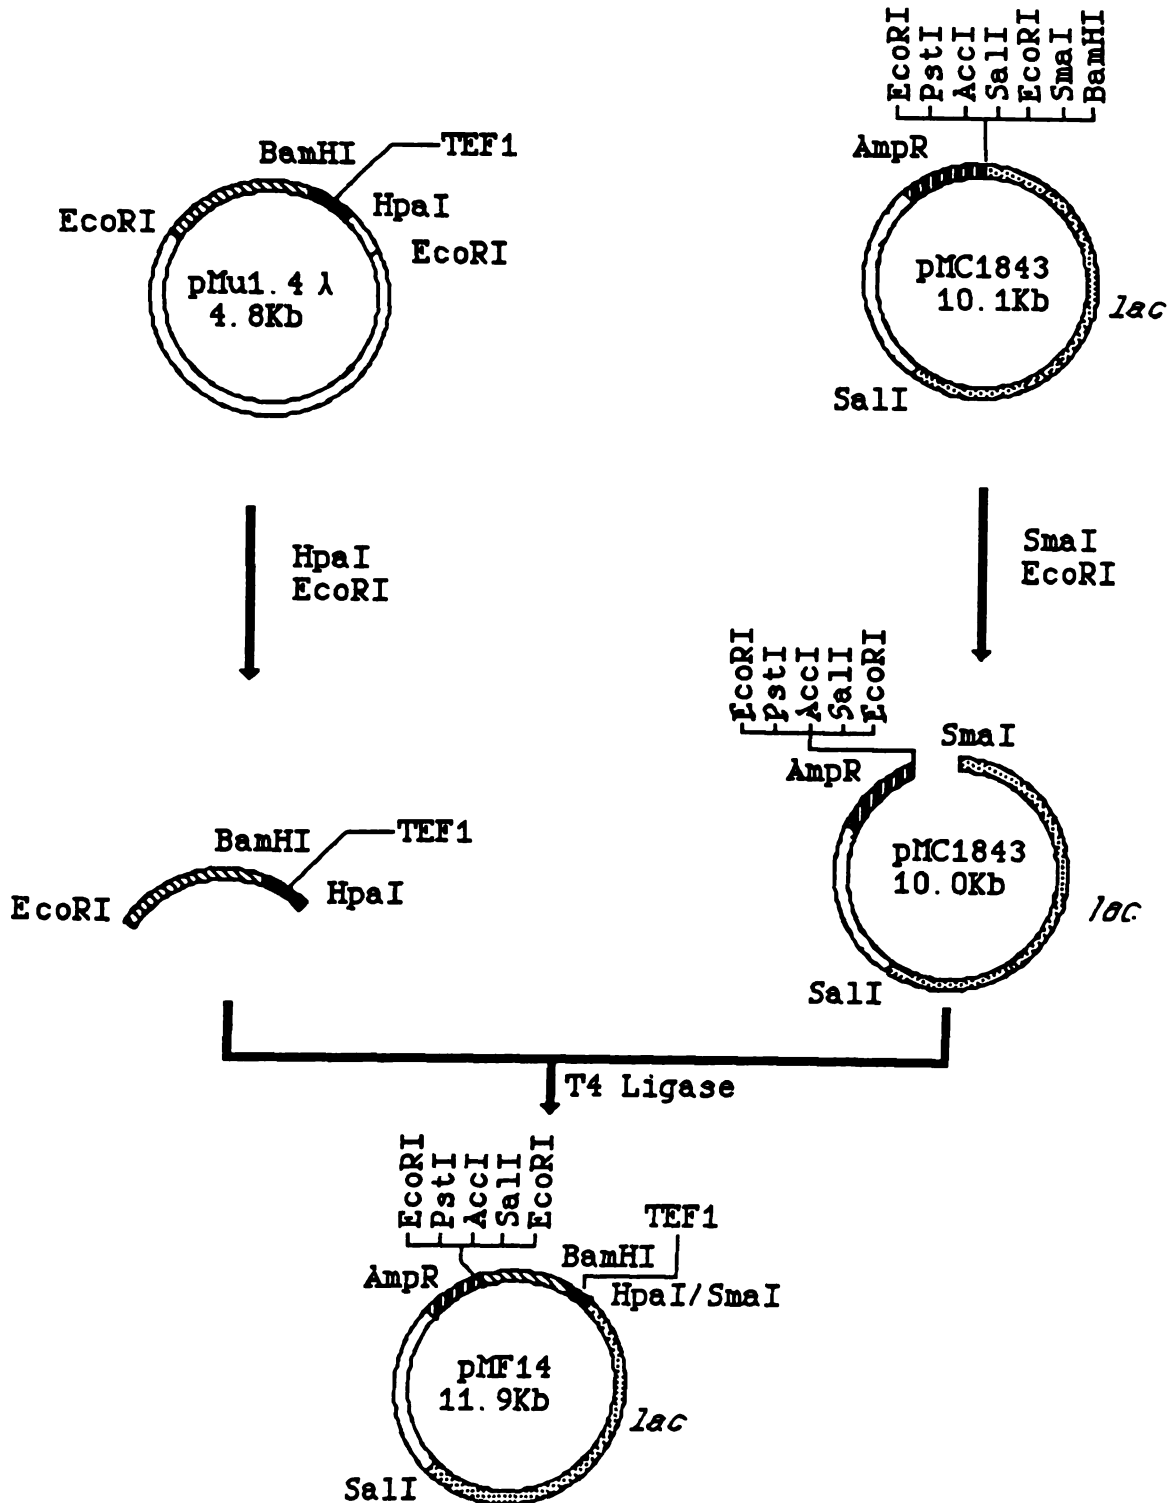 EcoRI
PstI
AccI
SalI
EcoRI
SmaI
BamHI
AmpR
pMC1843
10.1Kb
lac
SalI
BamHI
TEF1
EcoRI
HpaI
EcoRI
pMu1.4 λ
4.8Kb
HpaI
EcoRI
SmaI
EcoRI
EcoRI
PstI
AccI
SalI
EcoRI
SmaI
AmpR
pMC1843
10.0Kb
lac
SalI
BamHI
TEF1
EcoRI
HpaI
T4 Ligase
EcoRI
PstI
AccI
SalI
EcoRI
TEF1
BamHI
AmpR
HpaI/SmaI
pMF14
11.9Kb
lac
SalI